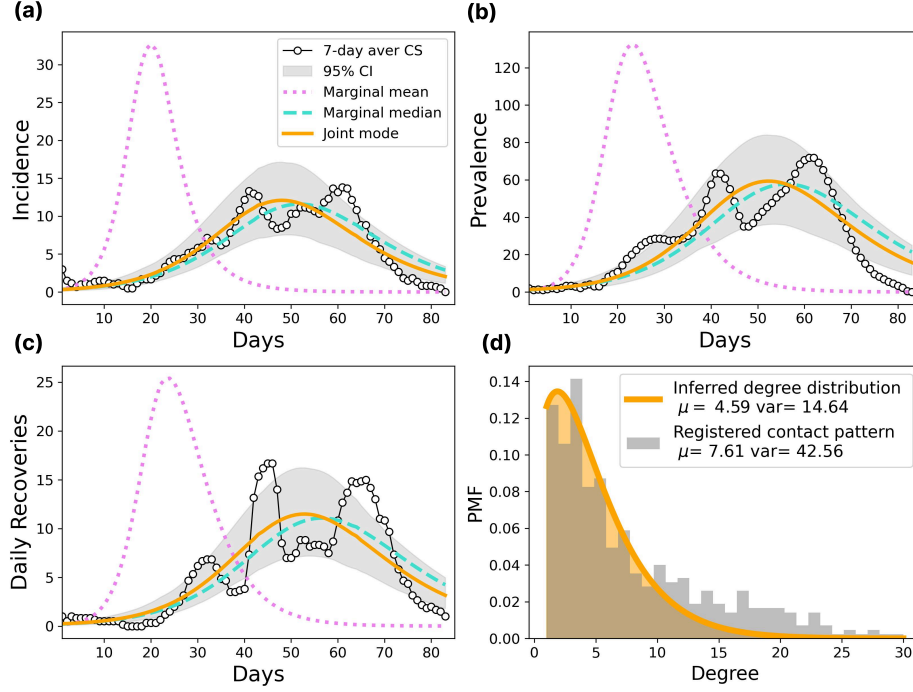 (a)
Incidence
30
25
20
15
10
5
0
7-day aver CS
95% CI
Marginal mean
Marginal median
Joint mode
10 20 30 40 50 60 70 80
Days
(b)
Prevalence
120
100
80
60
40
20
0
10 20 30 40 50 60 70 80
Days
(c)
Daily Recoveries
25
20
15
10
5
0
10 20 30 40 50 60 70 80
Days
(d)
PMF
0.14
0.12
0.10
0.08
0.06
0.04
0.02
0.00
Inferred degree distribution
μ = 4.59 var= 14.64
Registered contact pattern
μ= 7.61 var= 42.56
0 5 10 15 20 25 30
Degree